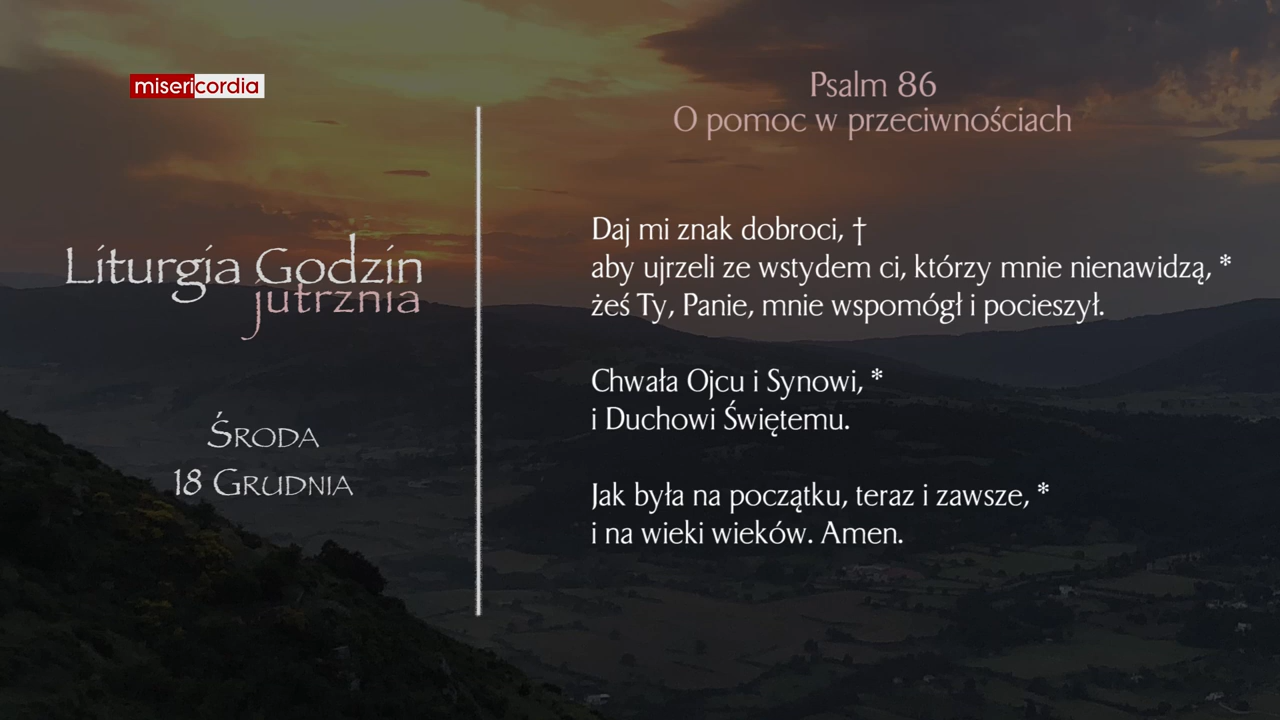 misericordia
Liturgia Godzin
jutrznia
Środa
18 Grudnia
Psalm 86
O pomoc w przeciwnościach
Daj mi znak dobroci, †
aby ujrzeli ze wstydem ci, którzy mnie nienawidzą, *
żeś Ty, Panie, mnie wspomógł i pocieszył.
Chwała Ojcu i Synowi, *
i Duchowi Świętemu.
Jak była na początku, teraz i zawsze, *
i na wieki wieków. Amen.